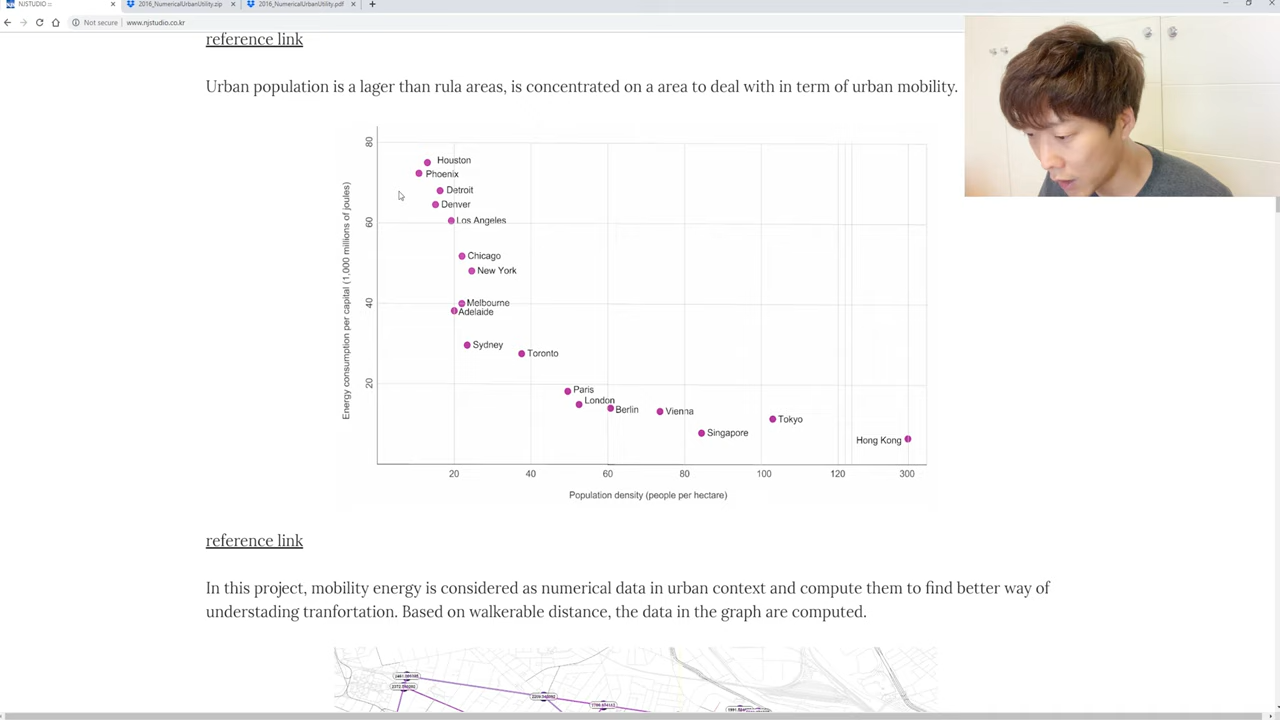 NJSTUDIO ::
2016_NumericalUrbanUtility.zip
2016_NumericalUrbanUtility.pdf
Not secure
www.njstudio.co.kr
reference link
Urban population is a lager than rula areas, is concentrated on a area to deal with in term of urban mobility.
Energy consumption per capital (1,000 millions of joules)
80
60
40
20
Houston
Phoenix
Detroit
Denver
Los Angeles
Chicago
New York
Melbourne
Adelaide
Sydney
Toronto
Paris
London
Berlin
Vienna
Tokyo
Singapore
Hong Kong
20 40 60 80 100 120 300
Population density (people per hectare)
reference link
In this project, mobility energy is considered as numerical data in urban context and compute them to find better way of
understading tranfortation. Based on walkerable distance, the data in the graph are computed.